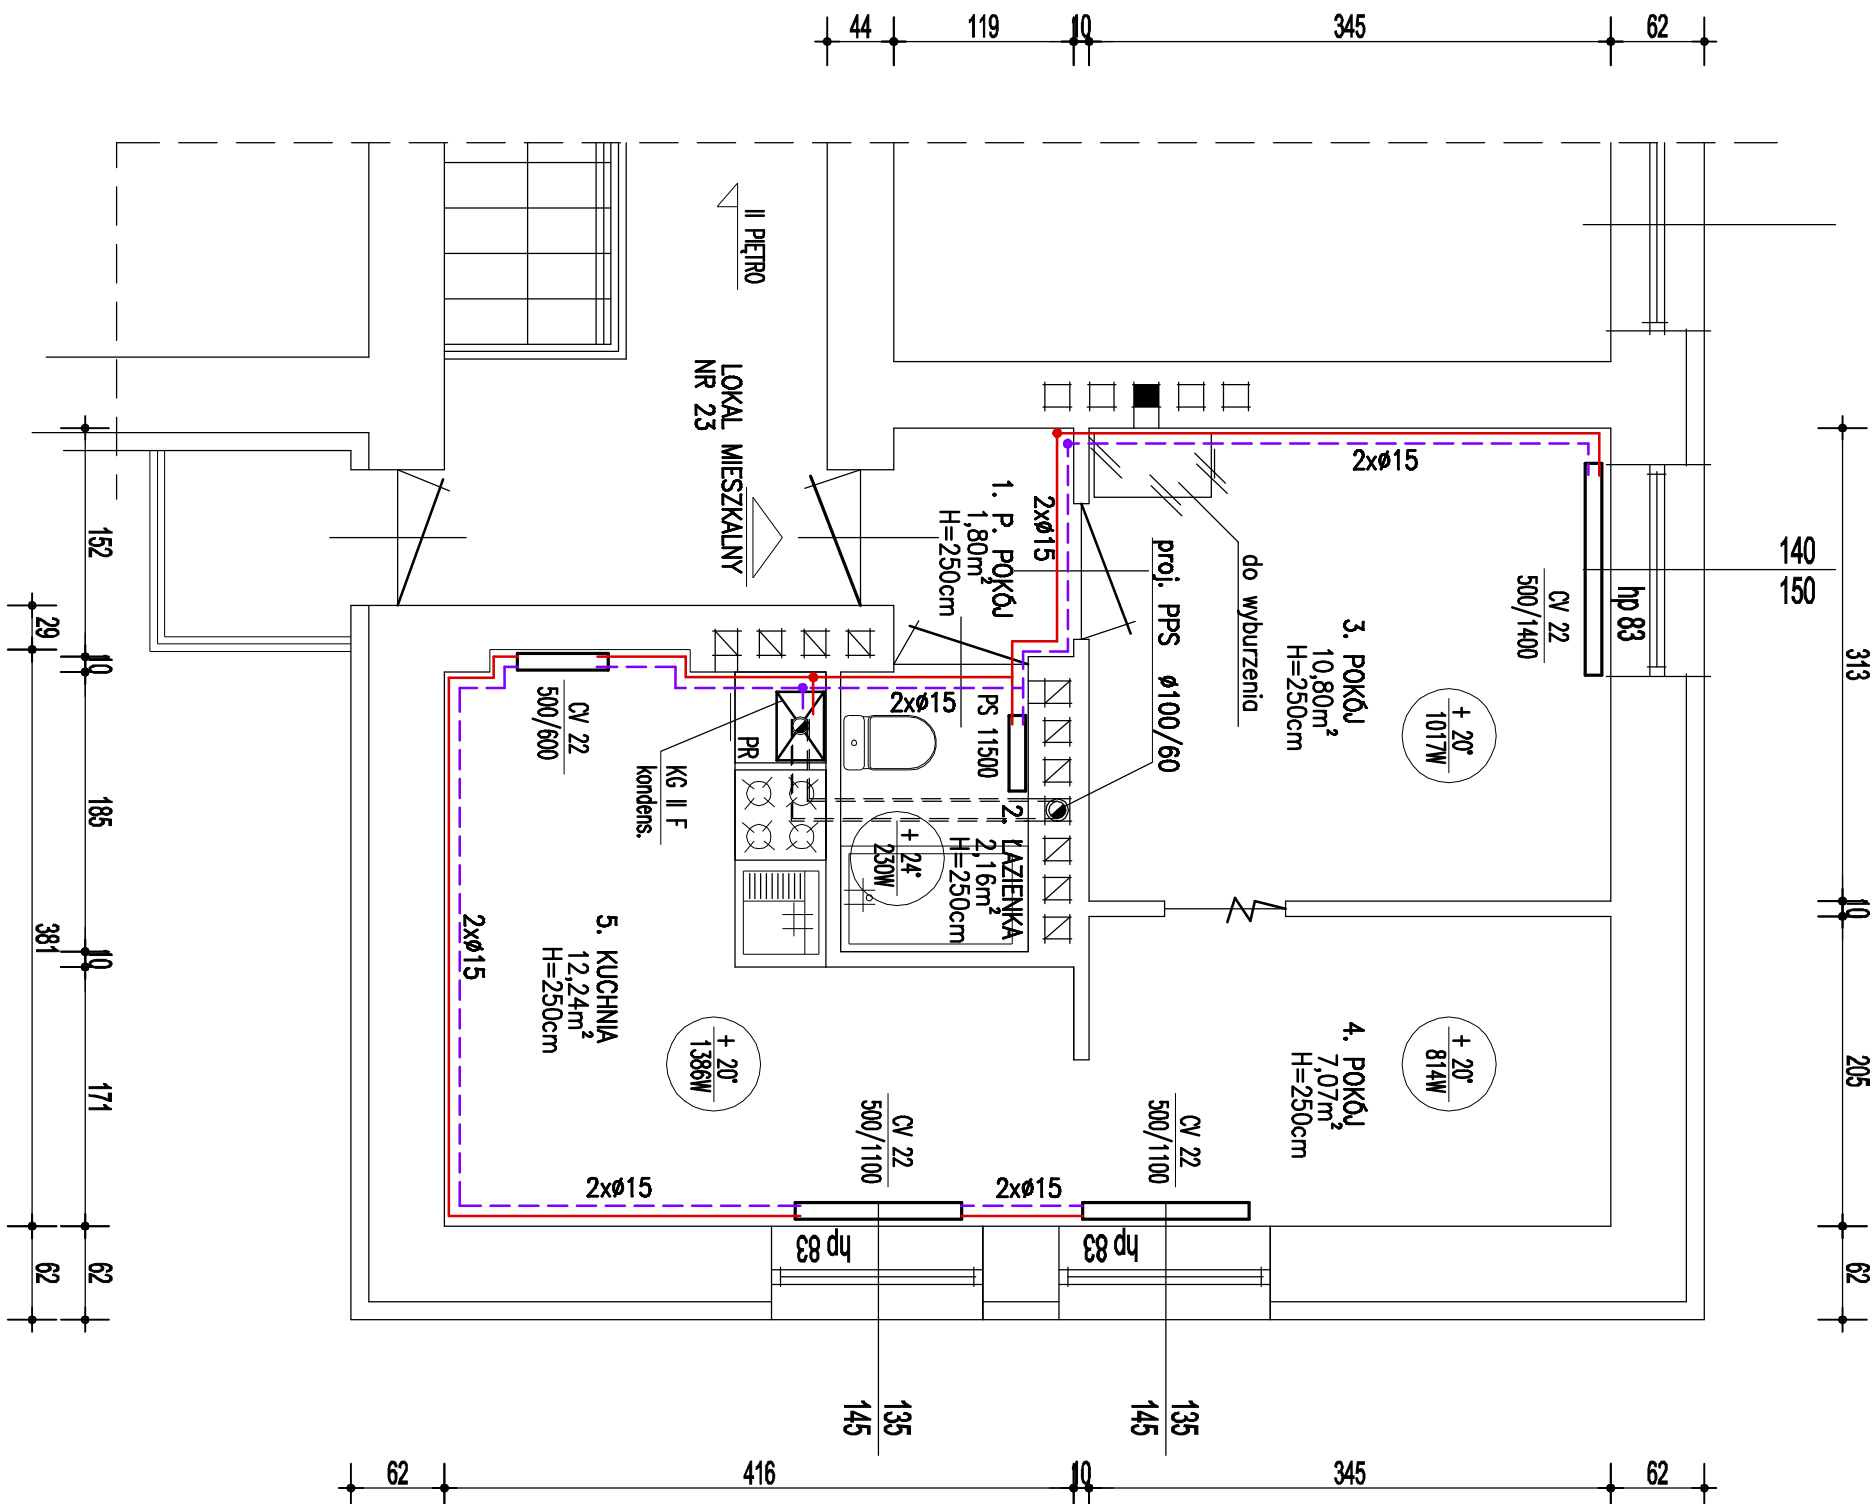 44
119
10
345
62
II PIĘTRO
LOKAL MIESZKALNY
NR 23
1. P. POKÓJ
1,80m²
H=250cm
2xø15
2xø15
do wyburzenia
proj. PPS ø100/60
CV 22
500/1400
hp 83
140
150
3. POKÓJ
10,80m²
H=250cm
+ 20°
1017W
313
10
205
62
152
29
10
185
381
10
171
62
62
CV 22
500/600
KG II F
kondens.
PR
2xø15
PS 11500
2. ŁAZIENKA
2,16m²
H=250cm
+ 24°
230W
2xø15
5. KUCHNIA
12,24m²
H=250cm
+ 20°
1386W
4. POKÓJ
7,07m²
H=250cm
+ 20°
814W
CV 22
500/1100
CV 22
500/1100
2xø15
2xø15
hp 83
hp 83
135
145
135
145
62
416
10
345
62